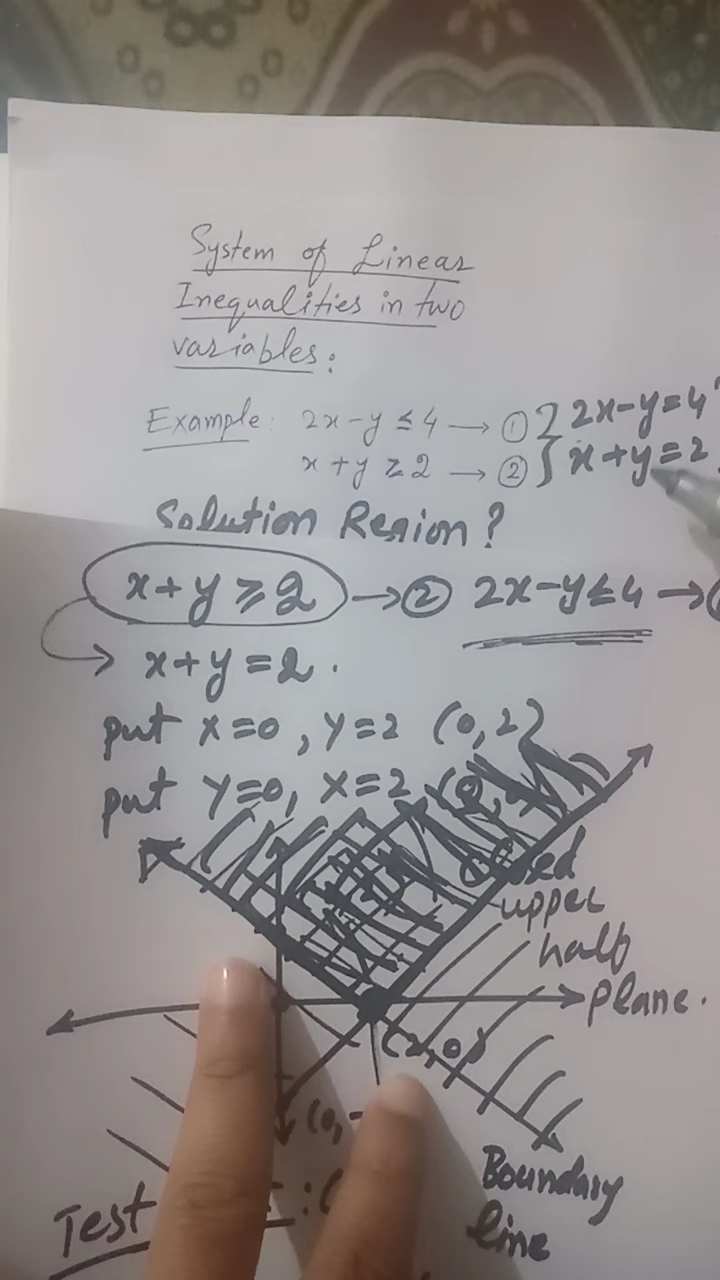 System of Linear
Inequalities in two
variables:
Example: 2x-y ≤ 4 → ① } 2x-y=4
x+y ≥ 2 → ② } x+y=2
Solution Region?
x+y ≥ 2 → ② 2x-y ≤ 4 →
→ x+y=2.
put x=0, y=2 (0,2)
put y=0, x=2
closed
upper
half
plane.
(2,0)
(0,-
Boundary
line
Test